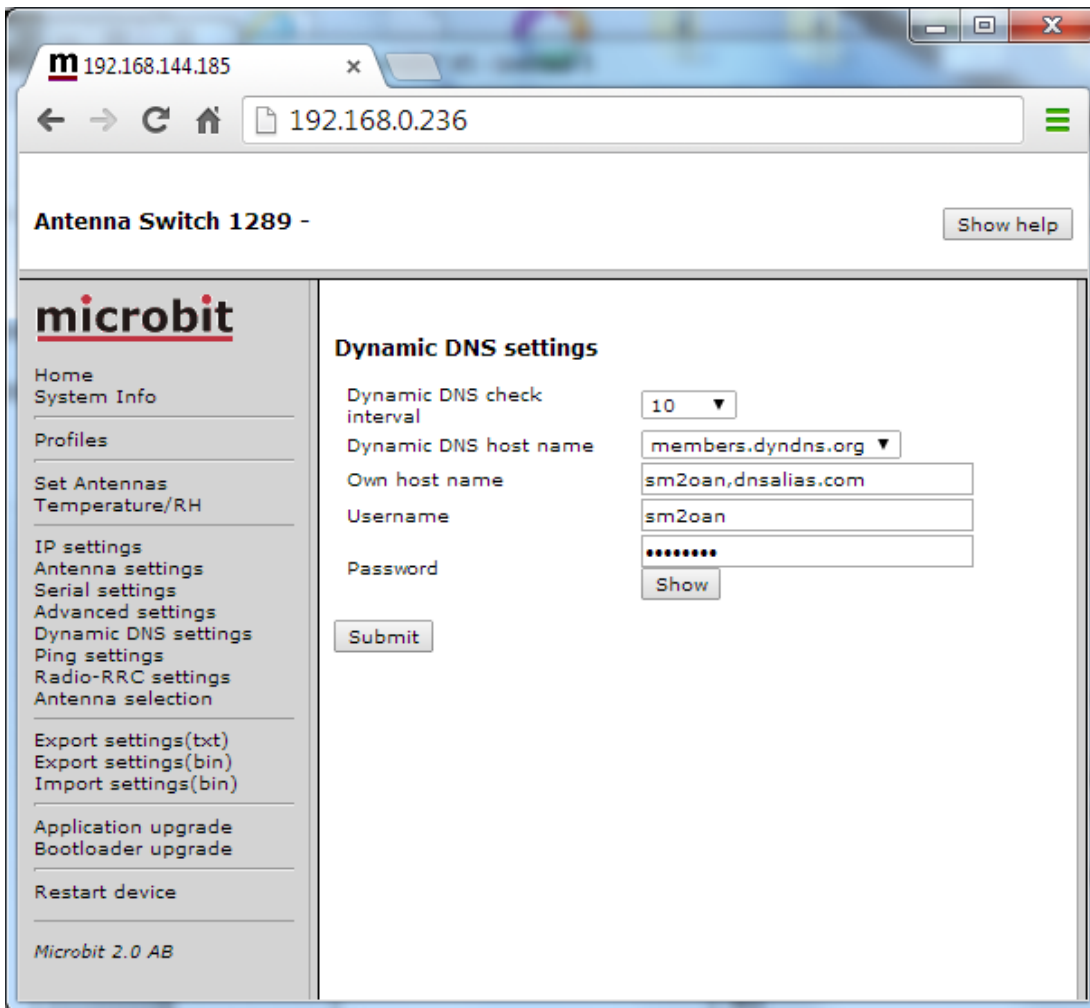 m 192.168.144.185
192.168.0.236
Antenna Switch 1289 -
Show help
microbit
Home
System Info
Profiles
Set Antennas
Temperature/RH
IP settings
Antenna settings
Serial settings
Advanced settings
Dynamic DNS settings
Ping settings
Radio-RRC settings
Antenna selection
Export settings(txt)
Export settings(bin)
Import settings(bin)
Application upgrade
Bootloader upgrade
Restart device
Microbit 2.0 AB
Dynamic DNS settings
Dynamic DNS check
interval
10
Dynamic DNS host name
members.dyndns.org
Own host name
sm2oan,dnsalias.com
Username
sm2oan
Password
••••••••
Show
Submit